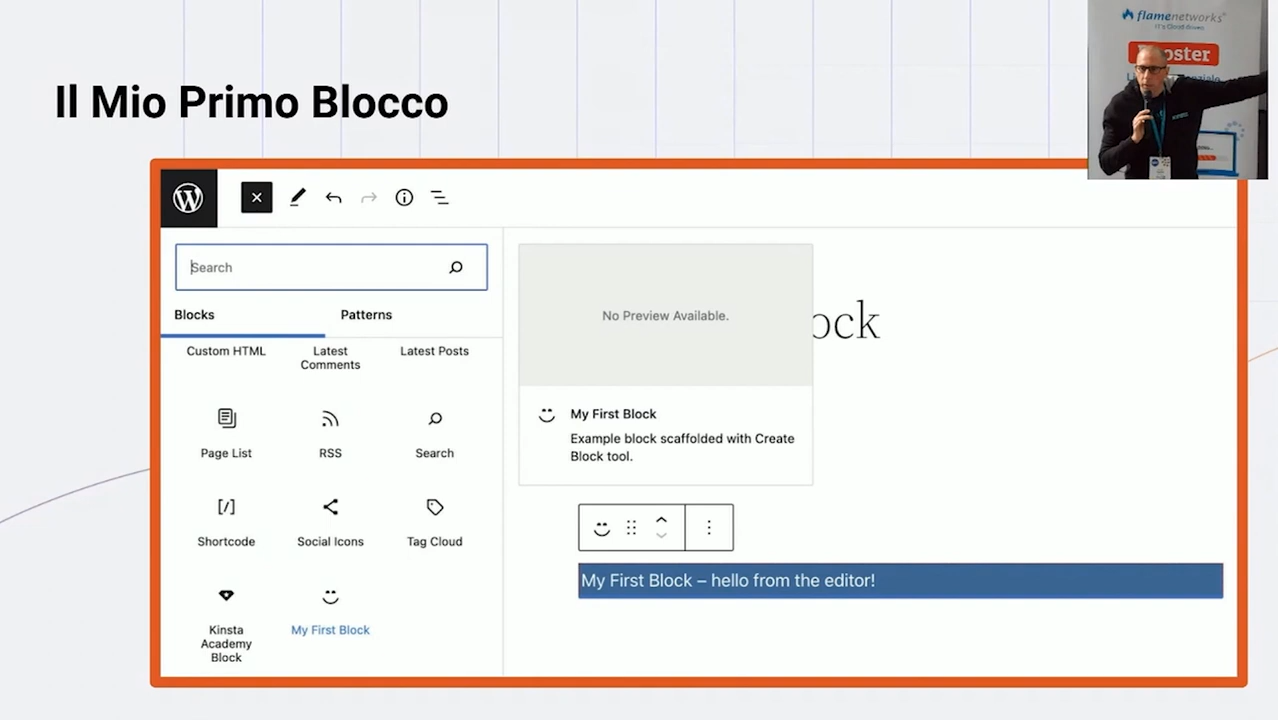 flamenetworks
It's Cloud driven
Il Mio Primo Blocco
Search
Blocks
Patterns
Custom HTML
Latest
Comments
Latest Posts
No Preview Available.
ock
My First Block
Example block scaffolded with Create
Block tool.
Page List
RSS
Search
Shortcode
Social Icons
Tag Cloud
My First Block – hello from the editor!
Kinsta
Academy
Block
My First Block